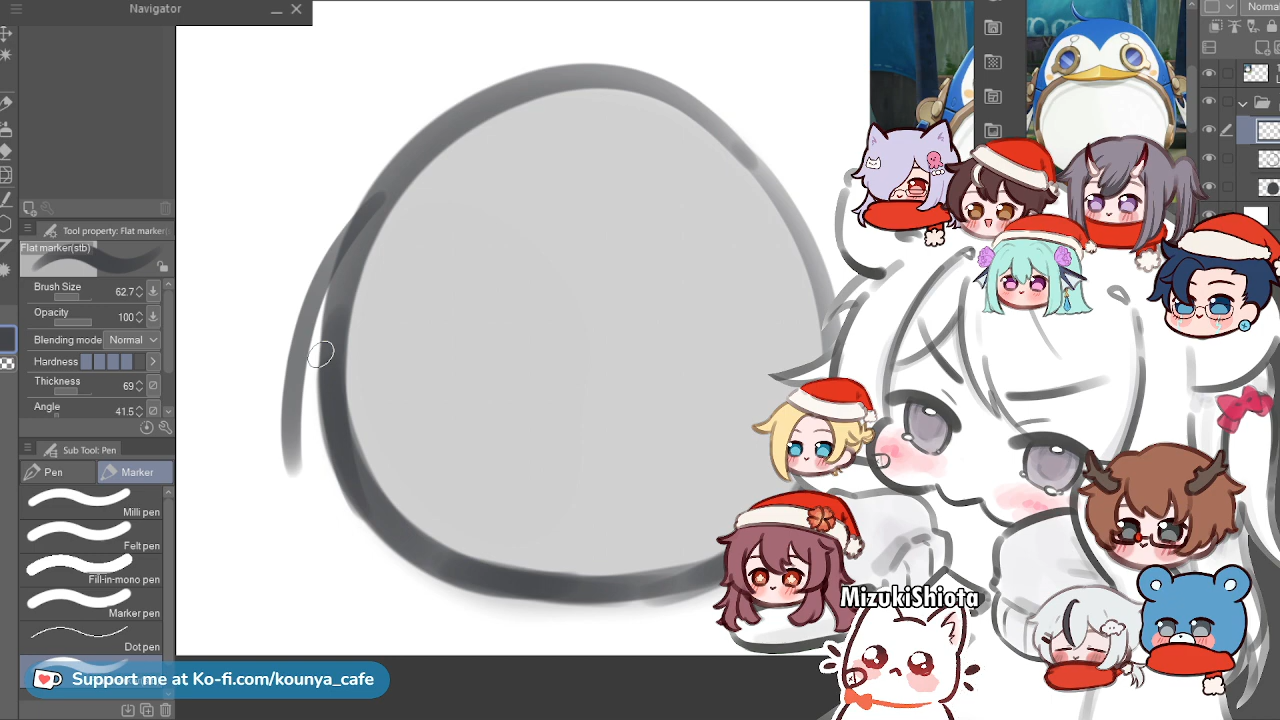 Navigator
Norma
Tool property: Flat marker(
Flat marker(stb)
Brush Size
62.7
Opacity
100
Blending mode Normal
Hardness
Thickness
69
Angle
41.5
Sub Tool: Pen
Pen
Marker
Milli pen
Felt pen
Fill-in-mono pen
Marker pen
Dot pen
Support me at Ko-fi.com/kounya_cafe
MizukiShiota